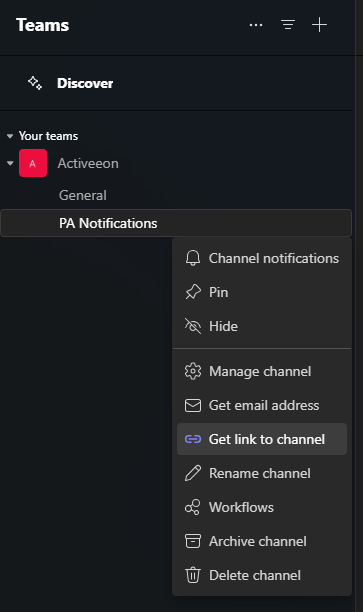 Teams
Discover
Your teams
A
Activeeon
General
PA Notifications
Channel notifications
Pin
Hide
Manage channel
Get email address
Get link to channel
Rename channel
Workflows
Archive channel
Delete channel